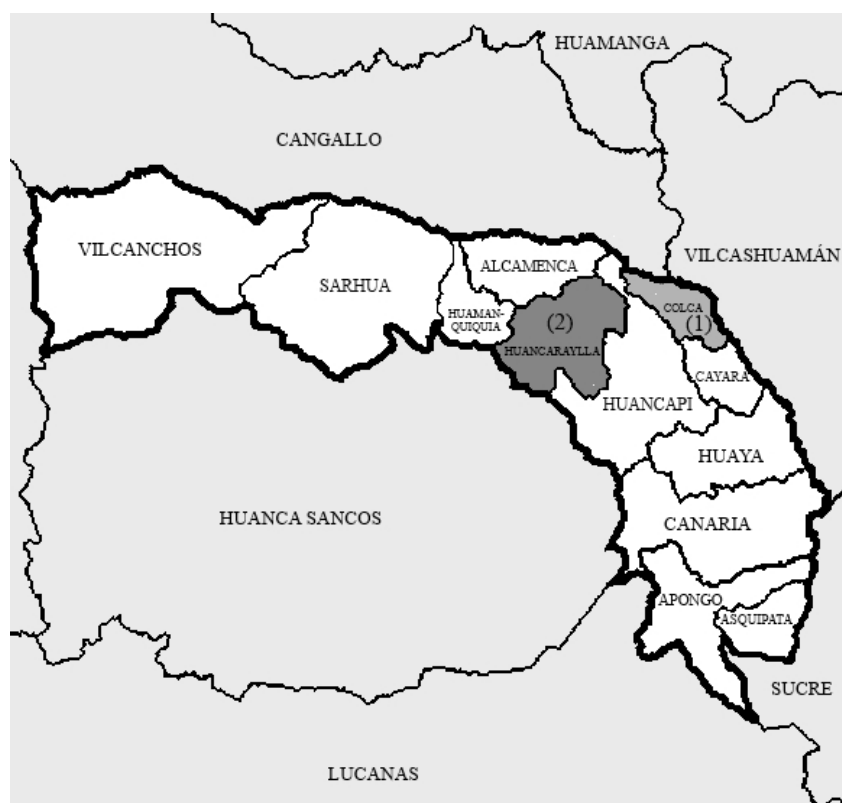 HUAMANGA
CANGALLO
VILCANCHOS
VILCASHUAMÁN
ALCAMENCA
SARHUA
COLCA
(1)
HUAMAN-
QUIQUIA
(2)
HUANCARAYLLA
CAYARA
HUANCAPI
HUAYA
HUANCA SANCOS
CANARIA
APONGO
ASQUIPATA
SUCRE
LUCANAS